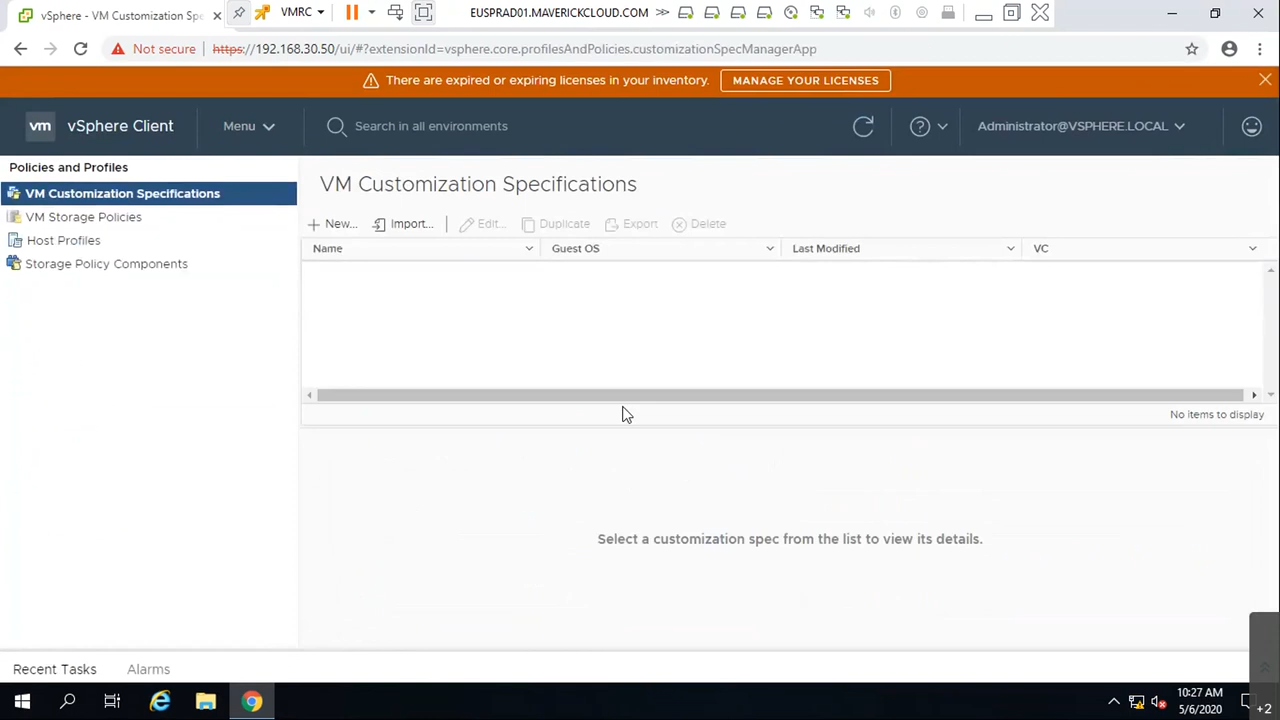 vSphere - VM Customization Spe
VMRC
EUSPRAD01.MAVERICKCLOUD.COM
Not secure
https://192.168.30.50/ui/#?extensionId=vsphere.core.profilesAndPolicies.customizationSpecManagerApp
There are expired or expiring licenses in your inventory.
MANAGE YOUR LICENSES
vm
vSphere Client
Menu
Search in all environments
Administrator@VSPHERE.LOCAL
Policies and Profiles
VM Customization Specifications
VM Storage Policies
Host Profiles
Storage Policy Components
VM Customization Specifications
New...
Import...
Edit...
Duplicate
Export
Delete
Name
Guest OS
Last Modified
VC
No items to display
Select a customization spec from the list to view its details.
Recent Tasks
Alarms
10:27 AM
5/6/2020
+2